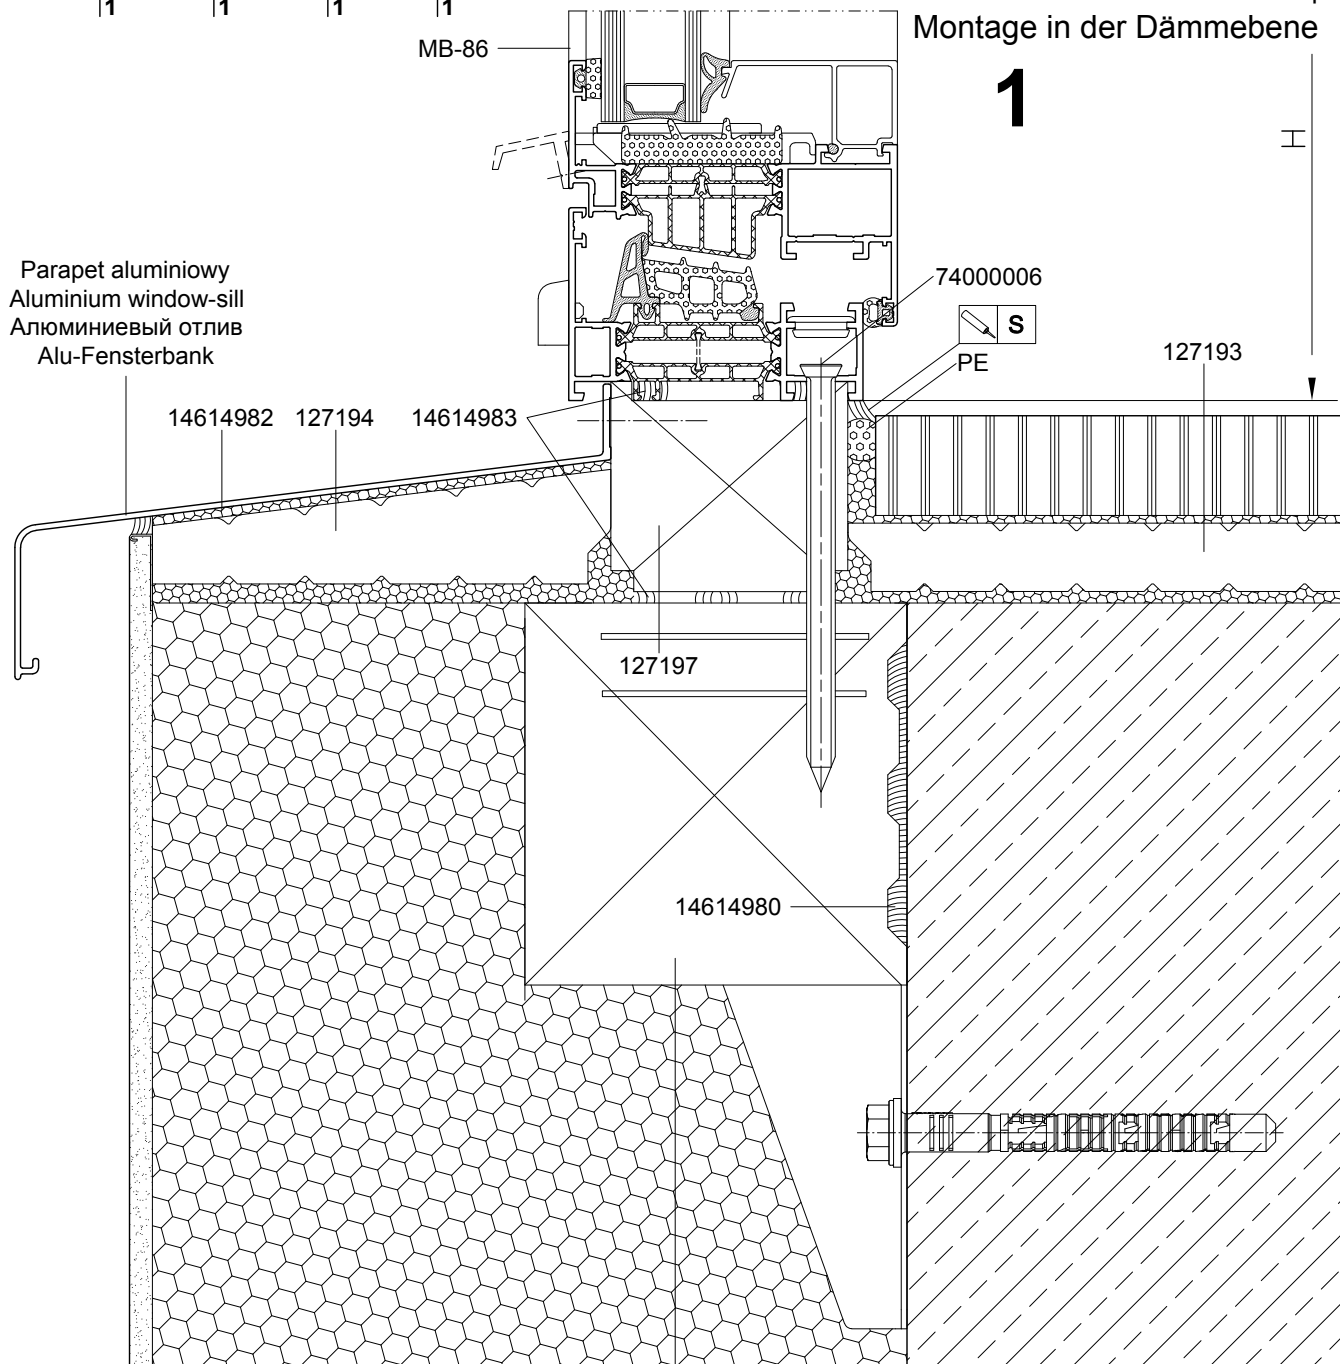 1 1 1 1
MB-86
Montage in der Dämmebene
1
H
Parapet aluminiowy
Aluminium window-sill
Алюминиевый отлив
Alu-Fensterbank
74000006
S
PE
127193
14614982
127194
14614983
127197
14614980